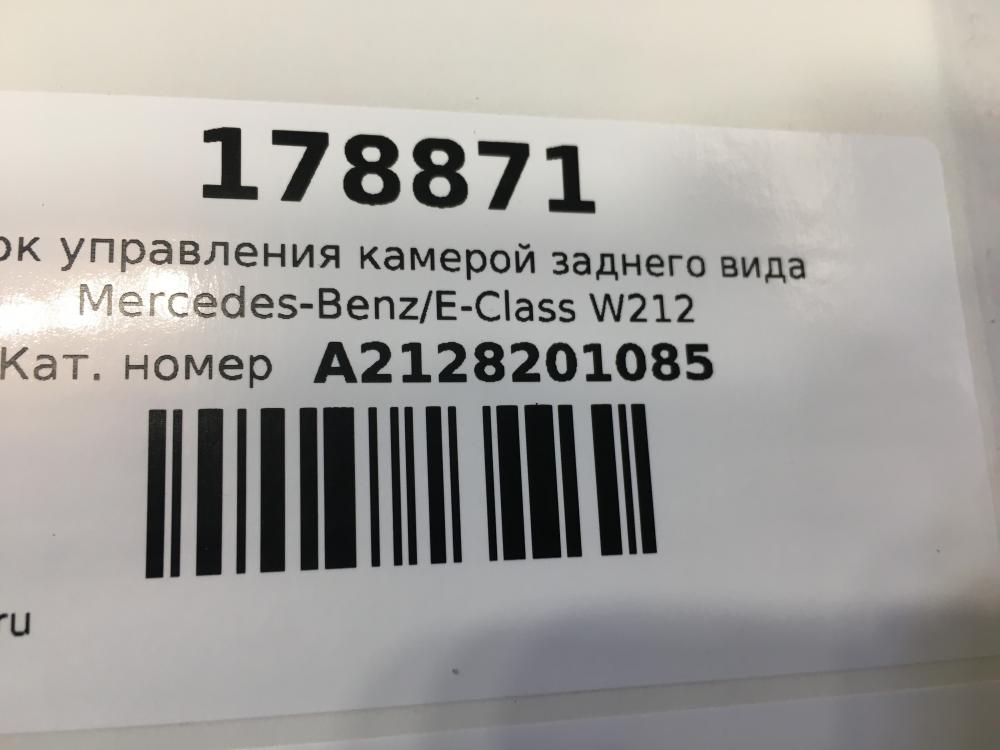 178871
ок управления камерой заднего вида
Mercedes-Benz/E-Class W212
Кат. номер A2128201085
ru